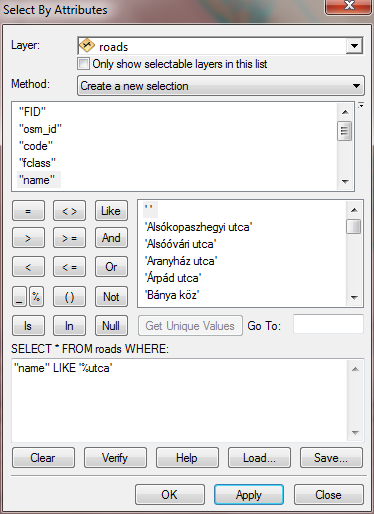 Select By Attributes
Layer: roads
Only show selectable layers in this list
Method: Create a new selection
"FID"
"osm_id"
"code"
"fclass"
"name"
= < > Like
> > = And
< < = Or
_ % ( ) Not
Is In Null
' '
'Alsókopaszhegyi utca'
'Alsóóvári utca'
'Aranyház utca'
'Árpád utca'
'Bánya köz'
Get Unique Values Go To:
SELECT * FROM roads WHERE:
"name" LIKE '%utca'
Clear Verify Help Load... Save...
OK Apply Close